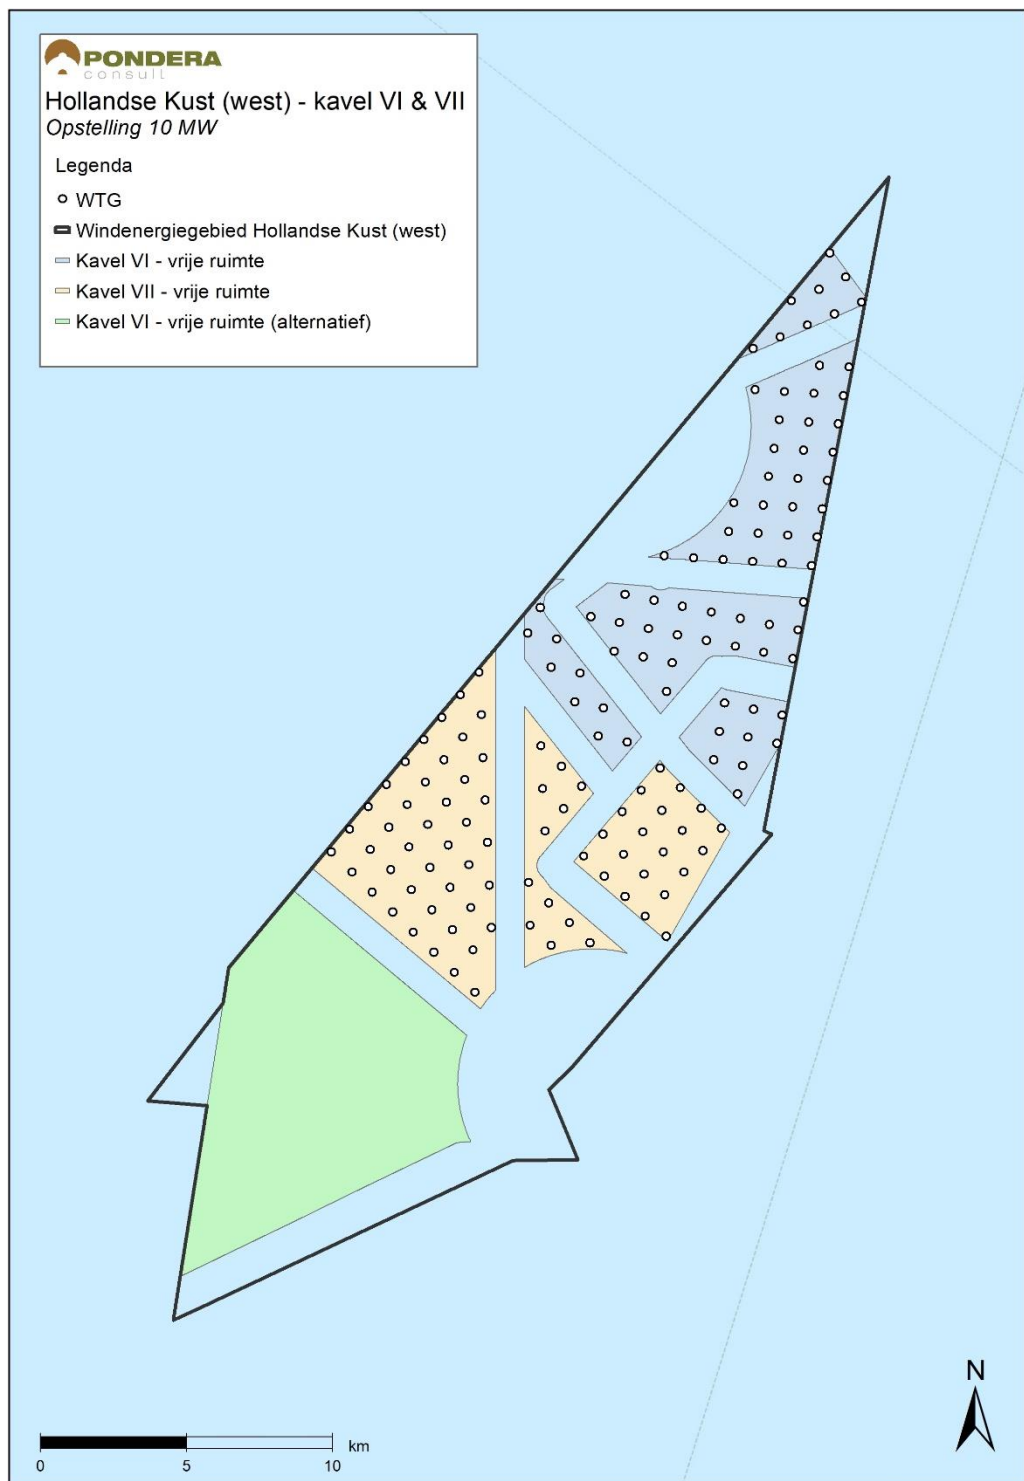 PONDERA
consult
Hollandse Kust (west) - kavel VI & VII
Opstelling 10 MW
Legenda
WTG
Windenergiegebied Hollandse Kust (west)
Kavel VI - vrije ruimte
Kavel VII - vrije ruimte
Kavel VI - vrije ruimte (alternatief)
N
km
0 5 10